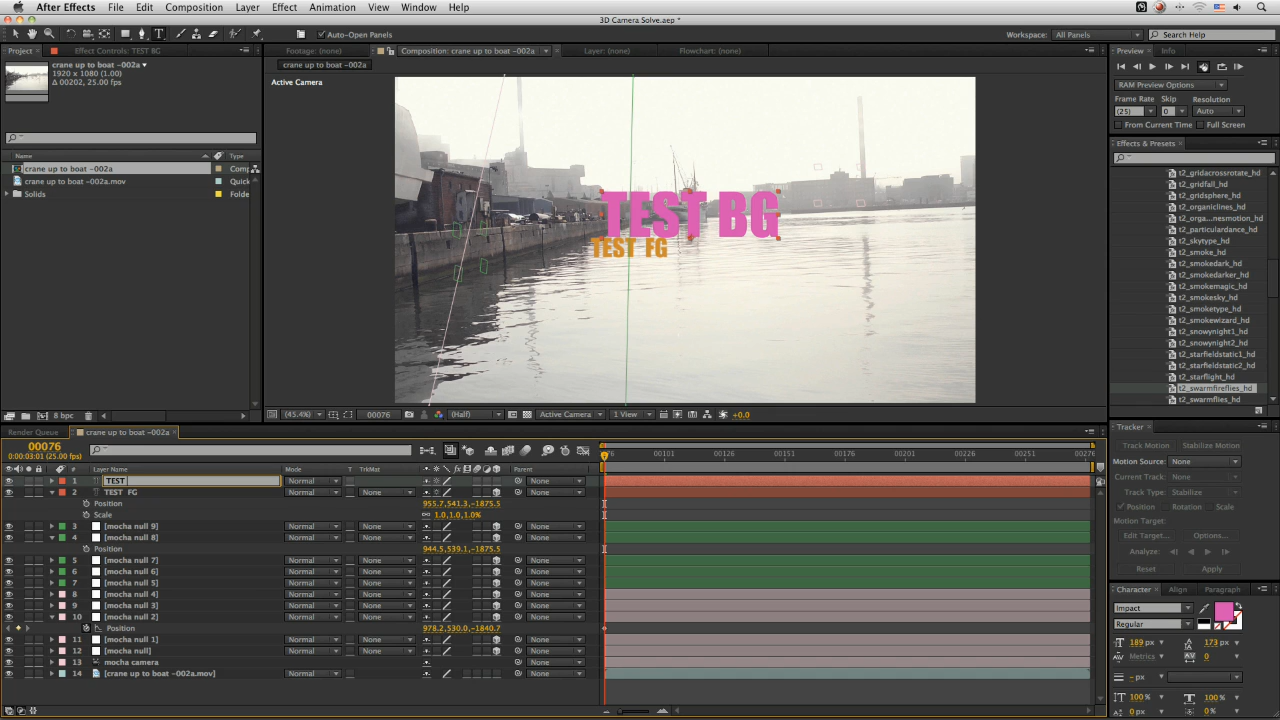 After Effects File Edit Composition Layer Effect Animation View Window Help
3D Camera Solve.aep *
Auto-Open Panels
Workspace: All Panels
Search Help
Project Effect Controls: TEST BG
Footage: (none) Composition: crane up to boat -002a Layer: (none) Flowchart: (none)
Preview Info
crane up to boat -002a
crane up to boat -002a
1920 x 1080 (1.00)
Δ 00202, 25.00 fps
Active Camera
RAM Preview Options
Frame Rate Skip Resolution
(25) 0 Auto
From Current Time Full Screen
Name Type
crane up to boat -002a Comp
crane up to boat -002a.mov Quick
Solids Folde
Effects & Presets
t2_gridacrossrotate_hd
t2_gridfall_hd
t2_gridsphere_hd
t2_organiclines_hd
t2_orga...nesmotion_hd
t2_particulardance_hd
t2_skytype_hd
t2_smoke_hd
t2_smokedark_hd
t2_smokedarker_hd
t2_smokemagic_hd
t2_smokesky_hd
t2_smoketype_hd
t2_smokewizard_hd
t2_snowynight1_hd
t2_snowynight2_hd
t2_starfieldstatic1_hd
t2_starfieldstatic2_hd
t2_starflight_hd
t2_swarmfireflies_hd
t2_swarmflies_hd
TEST BG
TEST FG
8 bpc
(45.4%) 00076 (Half) Active Camera 1 View +0.0
Render Queue crane up to boat -002a
00076
0:00:03:01 (25.00 fps)
# Layer Name Mode T TrkMat Parent
76 00101 00126 00151 00176 00201 00226 00251 00276
1 TEST Normal None
2 TEST FG Normal None None
Position 955.7,541.3,-1875.5
Scale 1.0,1.0,1.0%
3 [mocha null 9] Normal None None
4 [mocha null 8] Normal None None
Position 944.5,539.1,-1875.5
5 [mocha null 7] Normal None None
6 [mocha null 6] Normal None None
7 [mocha null 5] Normal None None
8 [mocha null 4] Normal None None
9 [mocha null 3] Normal None None
10 [mocha null 2] Normal None None
Position 978.2,530.0,-1840.7
11 [mocha null 1] Normal None None
12 [mocha null] Normal None None
13 mocha camera None
14 [crane up to boat -002a.mov] Normal None None
Tracker
Track Motion Stabilize Motion
Motion Source: None
Current Track: None
Track Type: Stabilize
Position Rotation Scale
Motion Target:
Edit Target... Options...
Analyze:
Reset Apply
Character Align Paragraph
Impact
Regular
189 px 173 px
Metrics 0
- px
100% 100%
0 px 0%